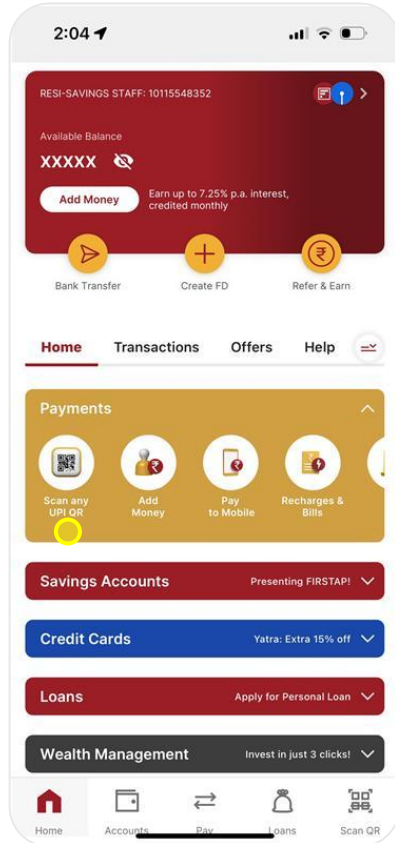 2:04
RESI-SAVINGS STAFF: 10115548352
Available Balance
XXXXX
Add Money
Earn up to 7.25% p.a. interest,
credited monthly
Bank Transfer
Create FD
Refer & Earn
Home Transactions Offers Help
Payments
Scan any
UPI QR
Add
Money
Pay
to Mobile
Recharges &
Bills
Savings Accounts Presenting FIRSTAP!
Credit Cards Yatra: Extra 15% off
Loans Apply for Personal Loan
Wealth Management Invest in just 3 clicks!
Home Accounts Pay Loans Scan QR